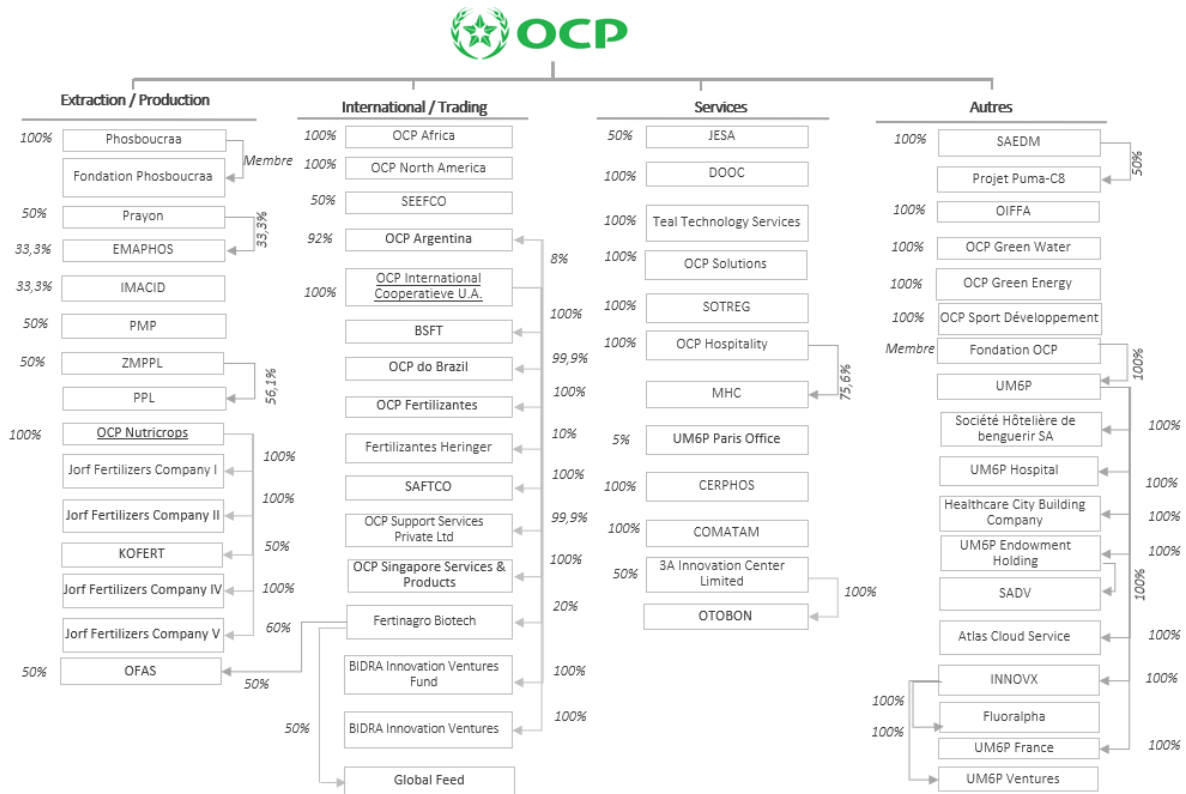 OCP
Extraction / Production
100%
Phosboucraa
Membre
Fondation Phosboucraa
50%
Prayon
33,3%
33,3%
EMAPHOS
33,3%
IMACID
50%
PMP
50%
ZMPPL
56,1%
PPL
100%
OCP Nutricrops
100%
Jorf Fertilizers Company I
100%
Jorf Fertilizers Company II
50%
KOFERT
100%
Jorf Fertilizers Company IV
60%
Jorf Fertilizers Company V
50%
OFAS
50%
International / Trading
100%
OCP Africa
100%
OCP North America
50%
SEEFCO
92%
OCP Argentina
8%
100%
OCP International
Cooperatieve U.A.
100%
BSFT
99,9%
OCP do Brazil
100%
OCP Fertilizantes
10%
Fertilizantes Heringer
100%
SAFTCO
99,9%
OCP Support Services
Private Ltd
100%
OCP Singapore Services &
Products
20%
Fertinagro Biotech
100%
BIDRA Innovation Ventures
Fund
100%
50%
BIDRA Innovation Ventures
Global Feed
Services
50%
JESA
100%
DOOC
100%
Teal Technology Services
100%
OCP Solutions
100%
SOTREG
100%
OCP Hospitality
75,6%
MHC
5%
UM6P Paris Office
100%
CERPHOS
100%
COMATAM
50%
3A Innovation Center
Limited
100%
OTOBON
Autres
100%
SAEDM
50%
Projet Puma-C8
100%
OIFFA
100%
OCP Green Water
100%
OCP Green Energy
100%
OCP Sport Développement
Membre
Fondation OCP
100%
UM6P
Société Hôtelière de
benguerir SA
100%
UM6P Hospital
100%
Healthcare City Building
Company
100%
UM6P Endowment
Holding
100%
100%
SADV
Atlas Cloud Service
100%
INNOVX
100%
100%
Fluoralpha
100%
UM6P France
100%
UM6P Ventures